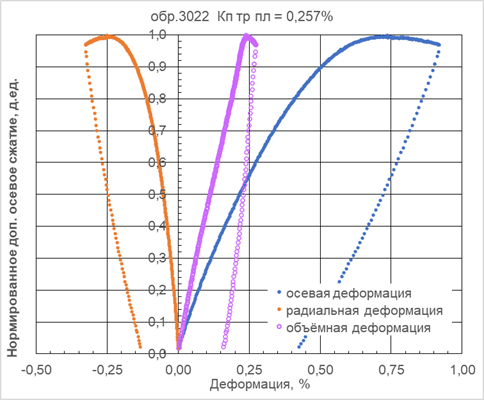 обр.3022 Кп тр пл = 0,257%
Нормированное доп. осевое сжатие, д.ед.
1,0
0,9
0,8
0,7
0,6
0,5
0,4
0,3
0,2
0,1
0,0
осевая деформация
радиальная деформация
объёмная деформация
-0,50 -0,25 0,00 0,25 0,50 0,75 1,00
Деформация, %